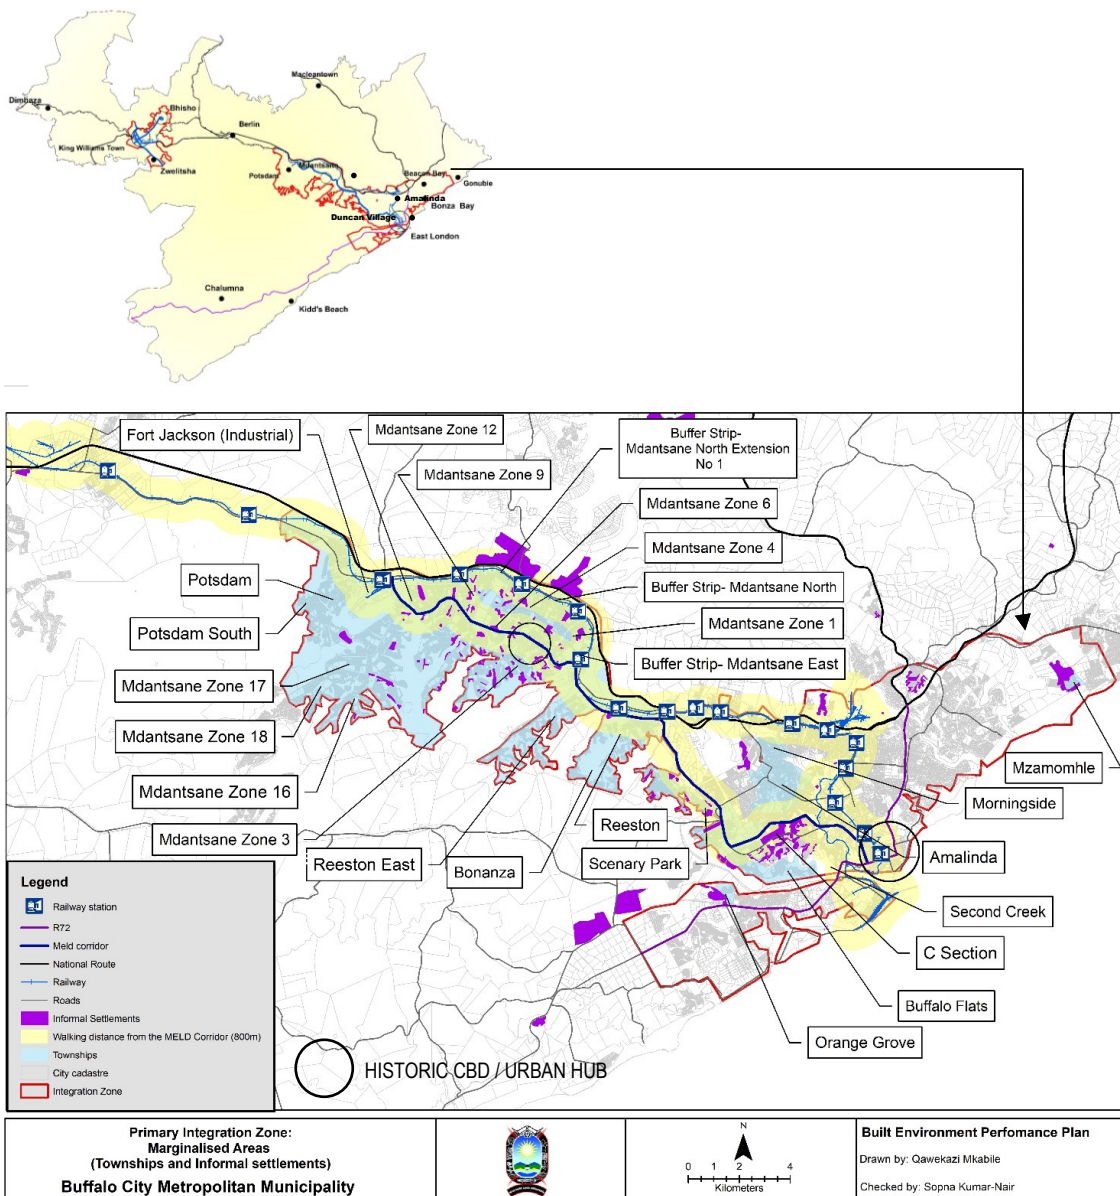 Macleantown
Dimbaza
Bhisho
Berlin
King Williams Town
Zwelitsha
Potsdam
Mdantsane
Beacon Bay
Gonubie
Amalinda
Bonza Bay
Duncan Village
East London
Chalumna
Kidd's Beach
Fort Jackson (Industrial)
Mdantsane Zone 12
Buffer Strip-
Mdantsane North Extension
No 1
Mdantsane Zone 9
Mdantsane Zone 6
Mdantsane Zone 4
Potsdam
Buffer Strip- Mdantsane North
Potsdam South
Mdantsane Zone 1
Buffer Strip- Mdantsane East
Mdantsane Zone 17
Mdantsane Zone 18
Mzamomhle
Mdantsane Zone 16
Morningside
Mdantsane Zone 3
Reeston
Reeston East
Bonanza
Scenary Park
Amalinda
Second Creek
C Section
Buffalo Flats
Orange Grove
Legend
Railway station
R72
Meld corridor
National Route
Railway
Roads
Informal Settlements
Walking distance from the MELD Corridor (800m)
Townships
City cadastre
Integration Zone
HISTORIC CBD / URBAN HUB
Primary Integration Zone:
Marginalised Areas
(Townships and Informal settlements)
Buffalo City Metropolitan Municipality
N
0 1 2 4
Kilometers
Built Environment Perfomance Plan
Drawn by: Qawekazi Mkabile
Checked by: Sopna Kumar-Nair